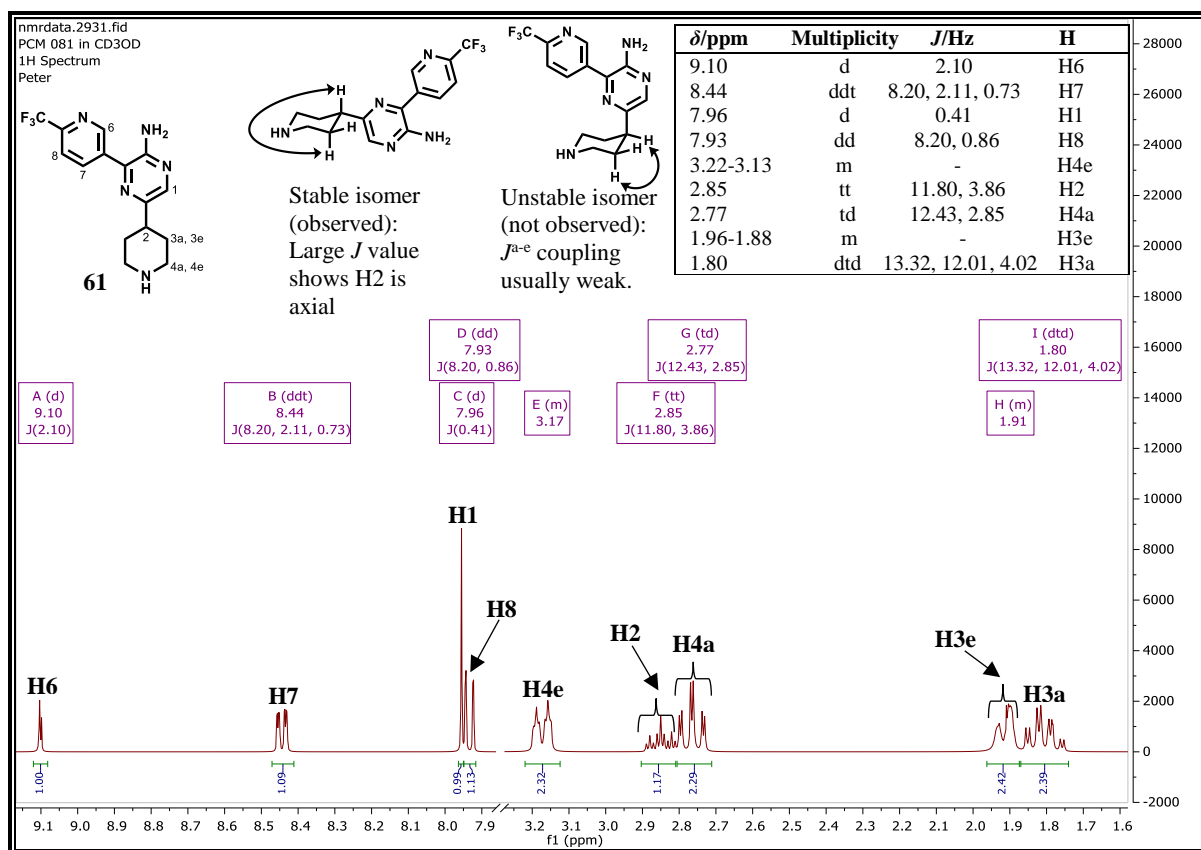 nmrdata.2931.fid
PCM 081 in CD3OD
1H Spectrum
Peter
F₃C
N
6
8
7
NH₂
N
N
1
2
3a, 3e
4a, 4e
N
H
61
N
CF₃
H
N
HN
H
N
NH₂
Stable isomer
(observed):
Large J value
shows H2 is
axial
F₃C
N
NH₂
N
N
H
HN
H
Unstable isomer
(not observed):
Jᵃ⁻ᵉ coupling
usually weak.
δ/ppm Multiplicity J/Hz H
9.10 d 2.10 H6
8.44 ddt 8.20, 2.11, 0.73 H7
7.96 d 0.41 H1
7.93 dd 8.20, 0.86 H8
3.22-3.13 m - H4e
2.85 tt 11.80, 3.86 H2
2.77 td 12.43, 2.85 H4a
1.96-1.88 m - H3e
1.80 dtd 13.32, 12.01, 4.02 H3a
A (d)
9.10
J(2.10)
B (ddt)
8.44
J(8.20, 2.11, 0.73)
D (dd)
7.93
J(8.20, 0.86)
C (d)
7.96
J(0.41)
E (m)
3.17
G (td)
2.77
J(12.43, 2.85)
F (tt)
2.85
J(11.80, 3.86)
I (dtd)
1.80
J(13.32, 12.01, 4.02)
H (m)
1.91
H6
H7
H1
H8
H4e
H2
H4a
H3e
H3a
1.00
1.09
0.99
1.13
2.32
1.17
2.29
2.42
2.39
9.1 9.0 8.9 8.8 8.7 8.6 8.5 8.4 8.3 8.2 8.1 8.0 7.9 3.2 3.1 3.0 2.9 2.8 2.7 2.6 2.5 2.4 2.3 2.2 2.1 2.0 1.9 1.8 1.7 1.6
f1 (ppm)
28000
26000
24000
22000
20000
18000
16000
14000
12000
10000
8000
6000
4000
2000
0
-2000